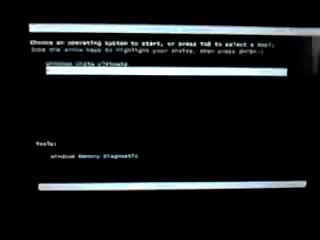 Choose an operating system to start, or press TAB to select a tool:
(Use the arrow keys to highlight your choice, then press ENTER.)
Windows Vista Ultimate
Tools:
Windows Memory Diagnostic